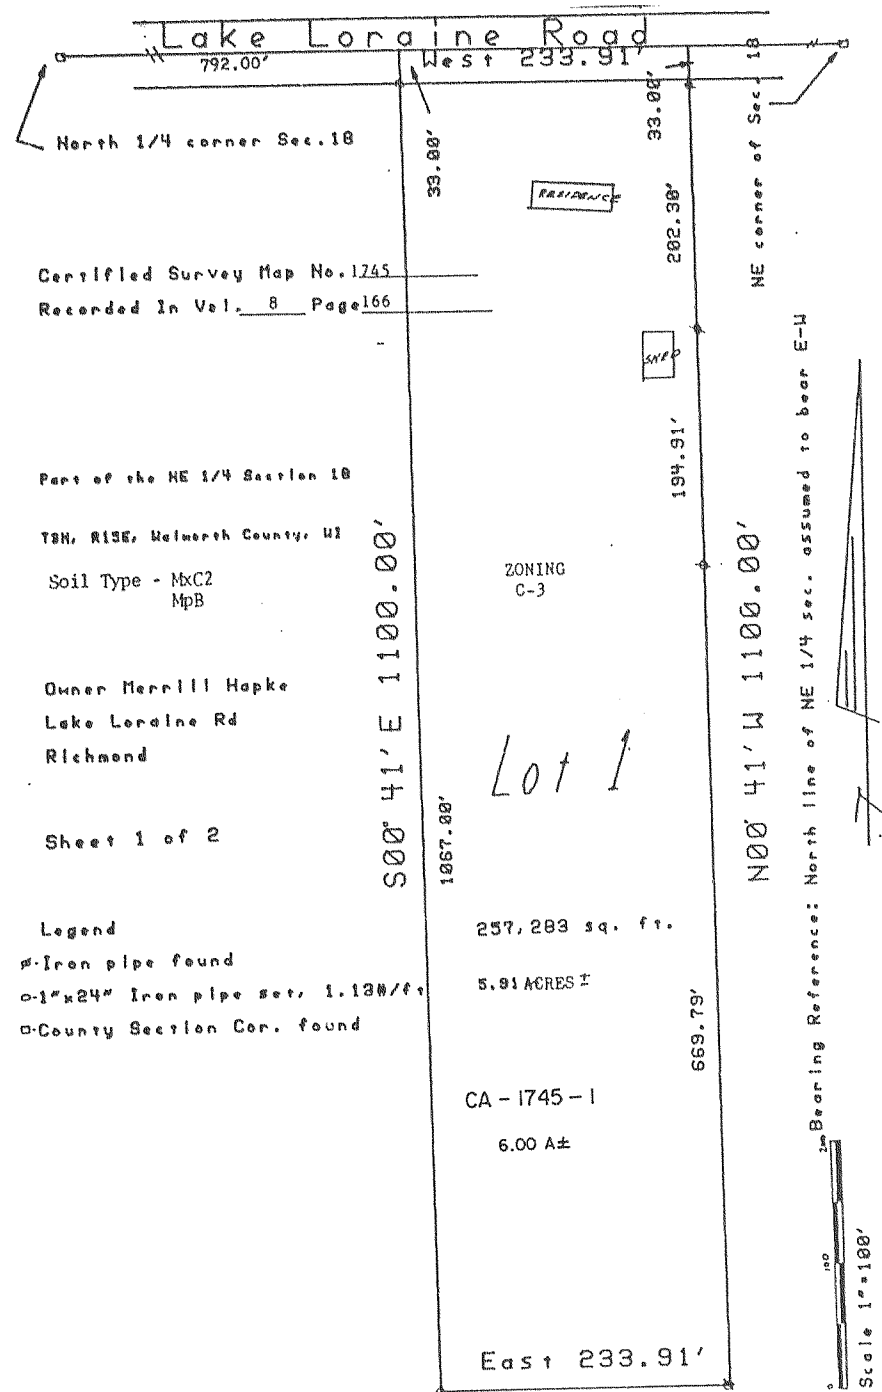 Lake Loraine Road
792.00'
West 233.91'
North 1/4 corner Sec.18
33.00'
33.00'
NE corner of Sec. 18
RESIDENCE
202.30'
Certified Survey Map No. 1745
Recorded In Vol. 8 Page 166
SHED
194.91'
Part of the NE 1/4 Section 18
T3N, R15E, Walworth County, WI
Soil Type - MxC2
MpB
ZONING
C-3
S00° 41' E 1100.00'
N00° 41' W 1100.00'
Bearing Reference: North line of NE 1/4 sec. assumed to bear E-W
Owner Merrill Hapke
Lake Loraine Rd
Richmond
Lot 1
Sheet 1 of 2
1067.00'
Legend
Iron pipe found
1"x24" Iron pipe set, 1.13#/ft
County Section Cor. found
257,283 sq. ft.
5.91 ACRES ±
669.79'
CA-1745-1
6.00 A±
200
100
0
Scale 1"=100'
East 233.91'